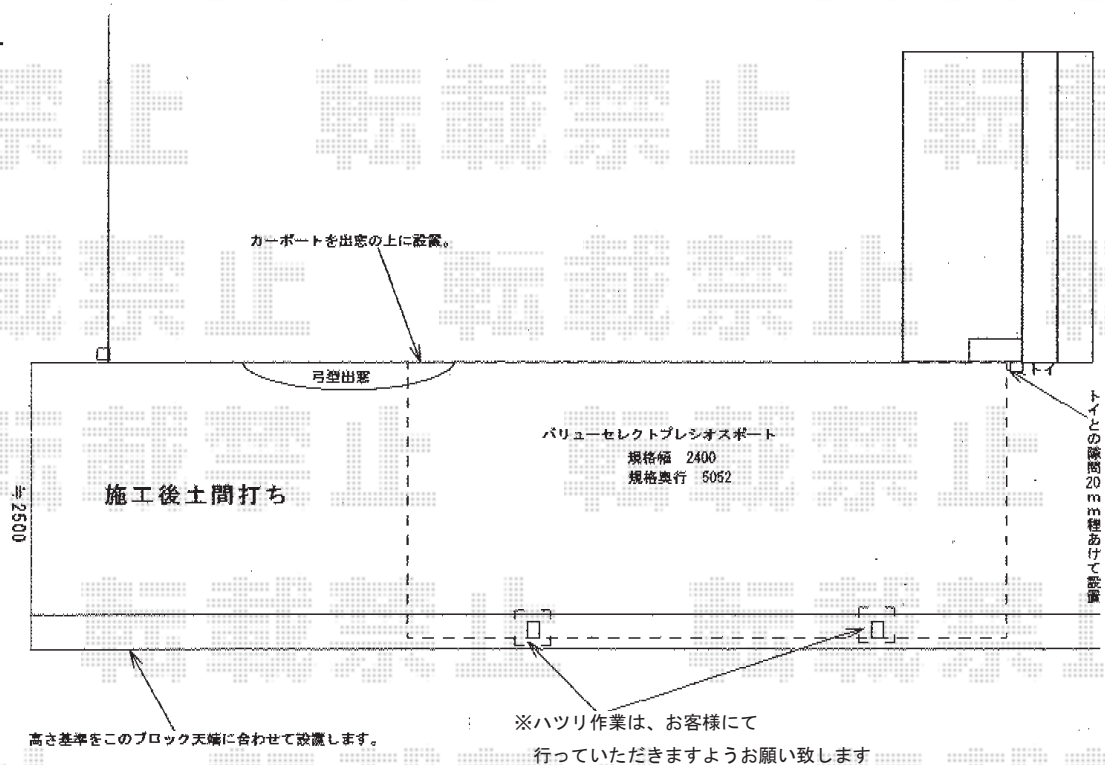 転載禁止
カーポートを出窓の上に設置。
弓型出窓
トイ
バリューセレクトプレシオスポート
規格幅 2400
規格奥行 5052
トイとの隙間20mm程あけて設置
施工後土間打ち
≒2500
高さ基準をこのブロック天端に合わせて設置します。
※ハツリ作業は、お客様にて
行っていただきますようお願い致します